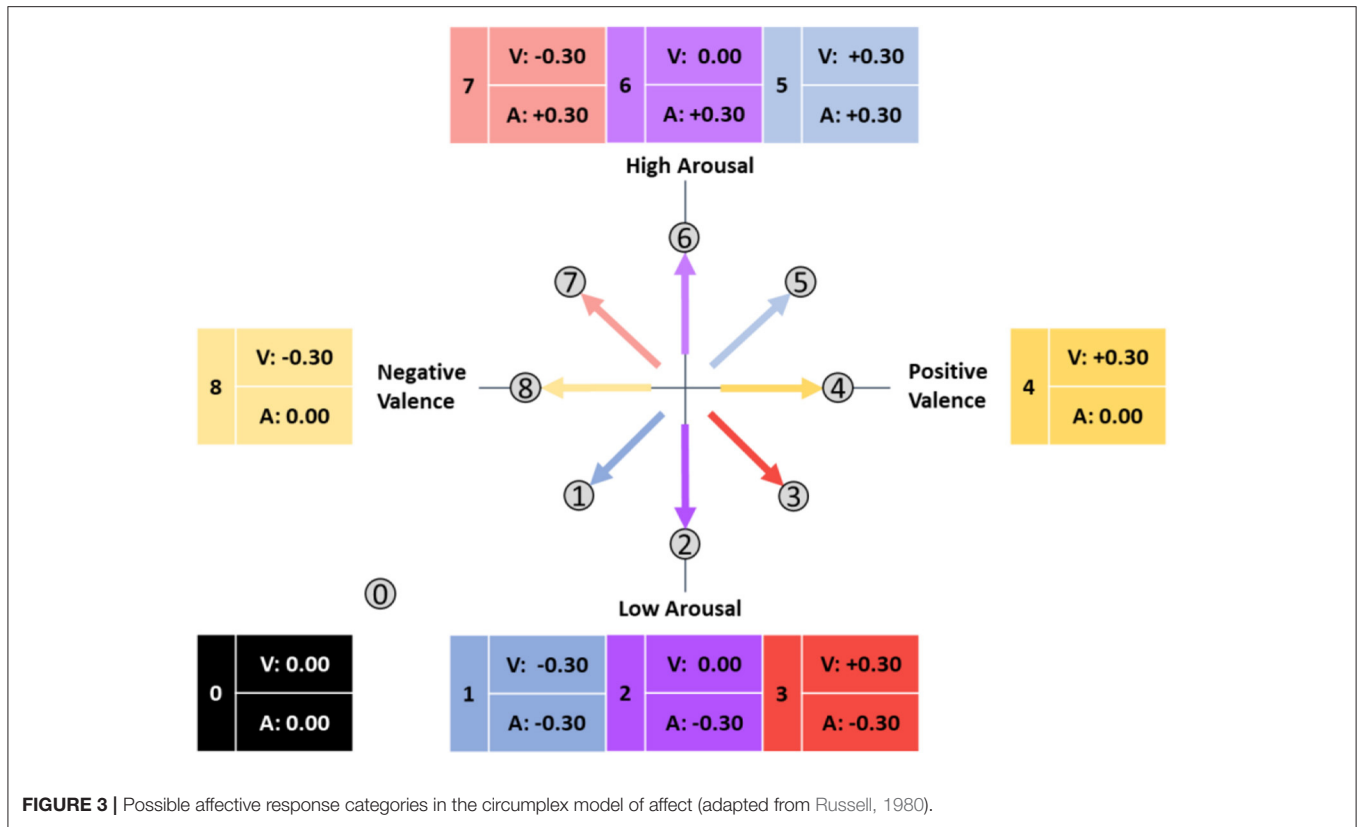 7
V: -0.30
A: +0.30
6
V: 0.00
A: +0.30
5
V: +0.30
A: +0.30
High Arousal
6
7
5
8
V: -0.30
A: 0.00
Negative
Valence
8
4
Positive
Valence
4
V: +0.30
A: 0.00
1
3
2
0
Low Arousal
0
V: 0.00
A: 0.00
1
V: -0.30
A: -0.30
2
V: 0.00
A: -0.30
3
V: +0.30
A: -0.30
FIGURE 3 | Possible affective response categories in the circumplex model of affect (adapted from Russell, 1980).